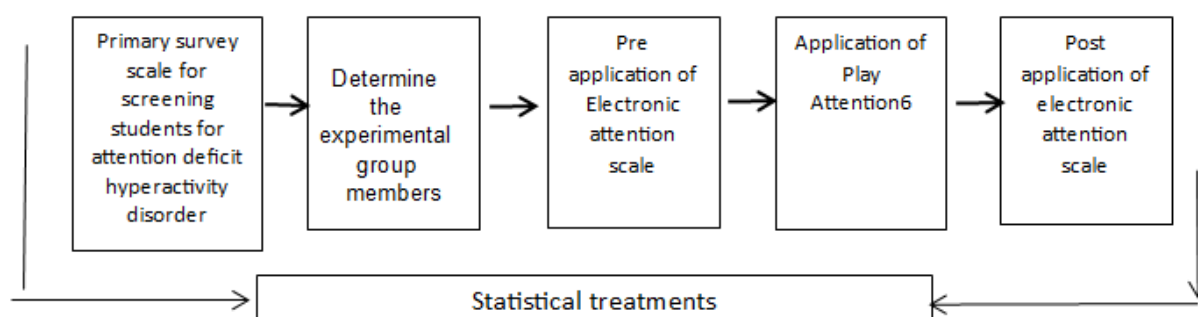 Primary survey
scale for
screening
students for
attention deficit
hyperactivity
disorder
Determine
the
experimental
group
members
Pre
application of
Electronic
attention
scale
Application of
Play
Attention6
Post
application of
electronic
attention
scale
Statistical treatments